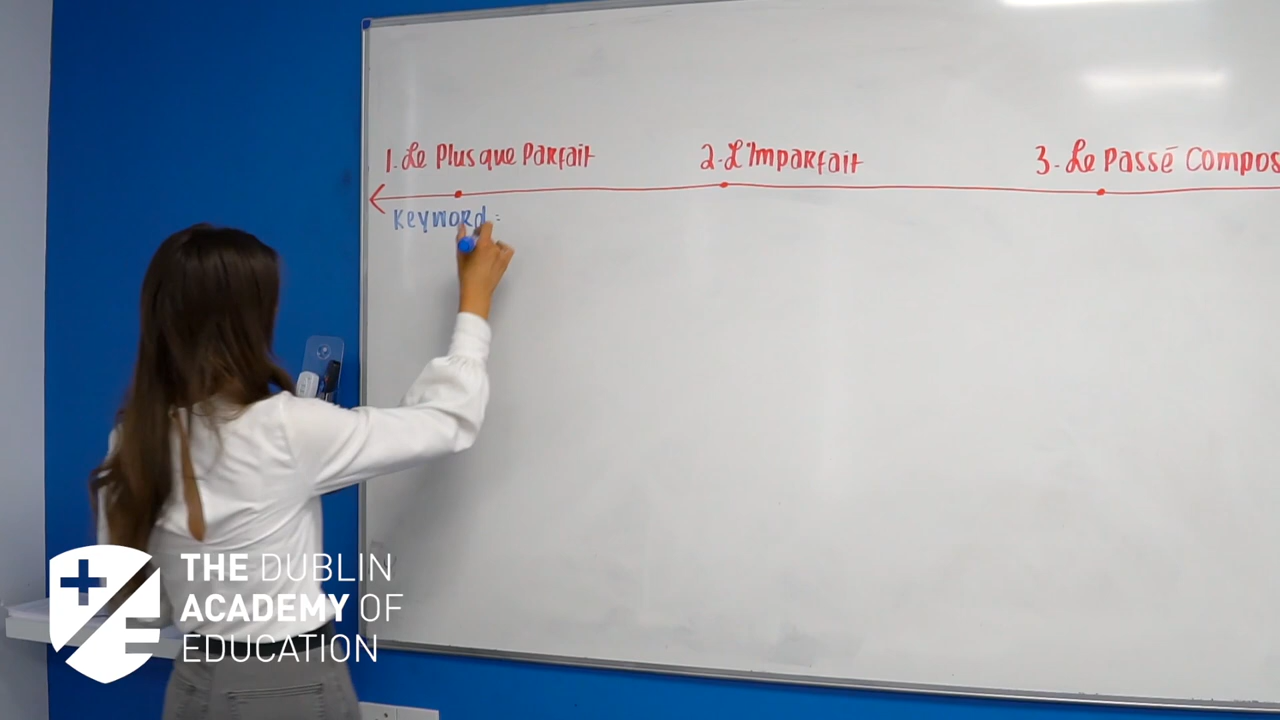 1. Le Plus que Parfait
2. L'Imparfait
3. Le Passé Compos
Keyword:
THE DUBLIN
ACADEMY OF
EDUCATION